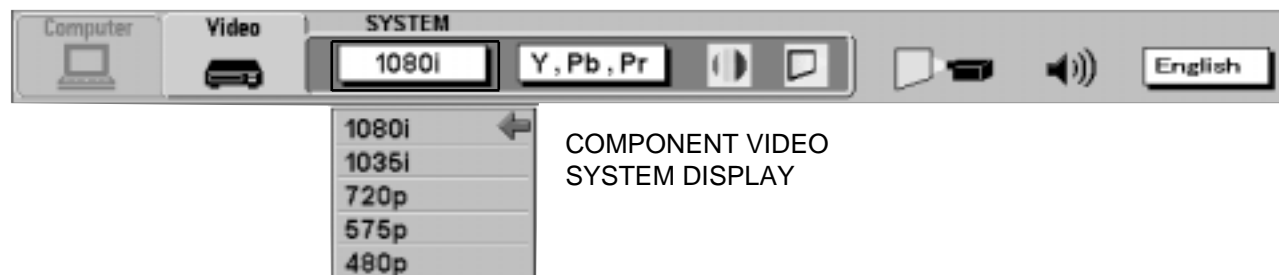 Computer Video SYSTEM
1080i Y,Pb,Pr English
1080i
1035i
720p
575p
480p
COMPONENT VIDEO
SYSTEM DISPLAY